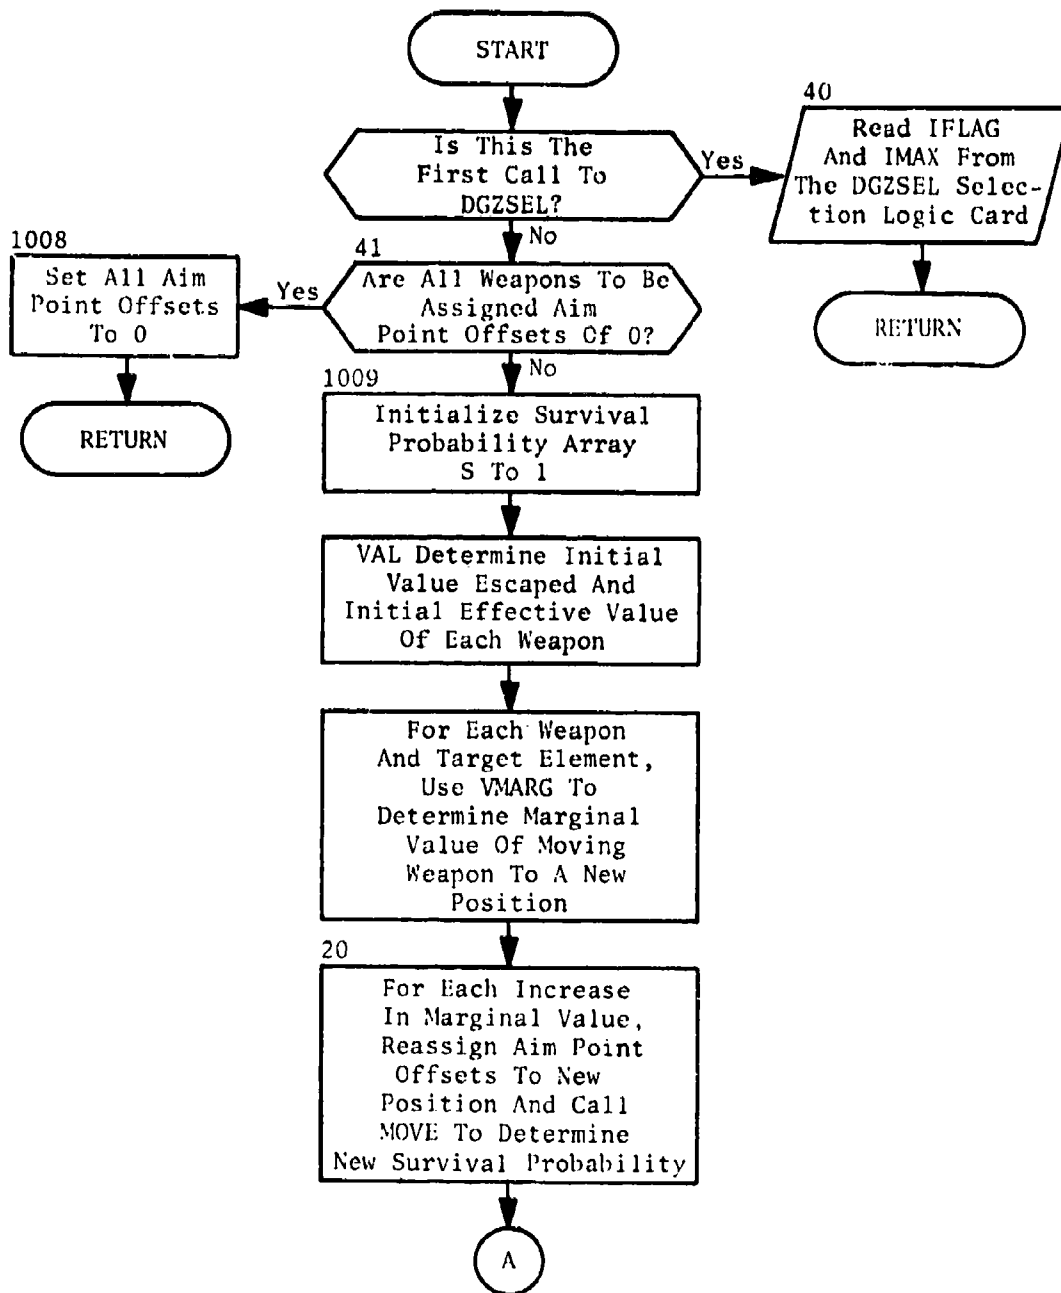 START
Is This The
First Call To
DGZSEL?
Yes
40
Read IFLAG
And IMAX From
The DGZSEL Selec-
tion Logic Card
RETURN
No
41
Are All Weapons To Be
Assigned Aim
Point Offsets Of 0?
Yes
1008
Set All Aim
Point Offsets
To 0
RETURN
No
1009
Initialize Survival
Probability Array
S To 1
VAL Determine Initial
Value Escaped And
Initial Effective Value
Of Each Weapon
For Each Weapon
And Target Element,
Use VMARG To
Determine Marginal
Value Of Moving
Weapon To A New
Position
20
For Each Increase
In Marginal Value,
Reassign Aim Point
Offsets To New
Position And Call
MOVE To Determine
New Survival Probability
A